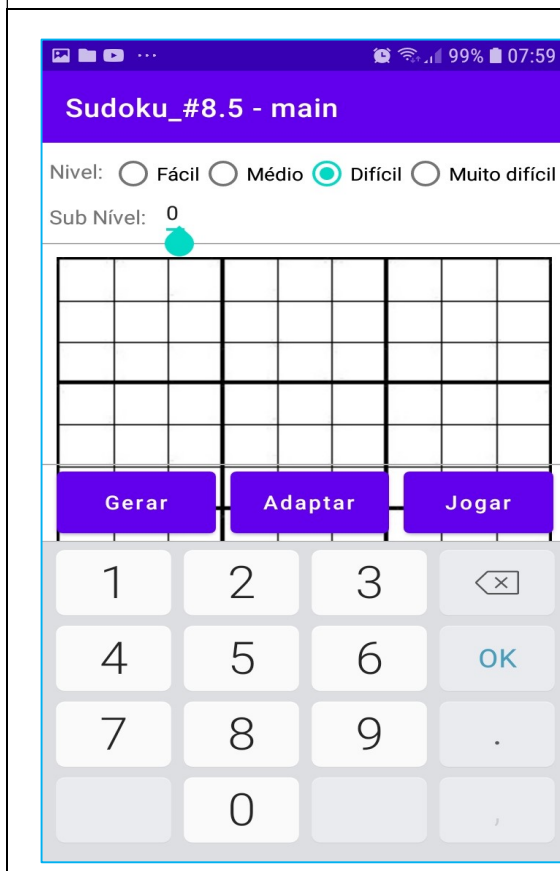 99% 07:59
Sudoku_#8.5 - main
Nivel: Fácil Médio Difícil Muito difícil
Sub Nível: 0
Gerar Adaptar Jogar
1 2 3
4 5 6 OK
7 8 9 .
0 ,